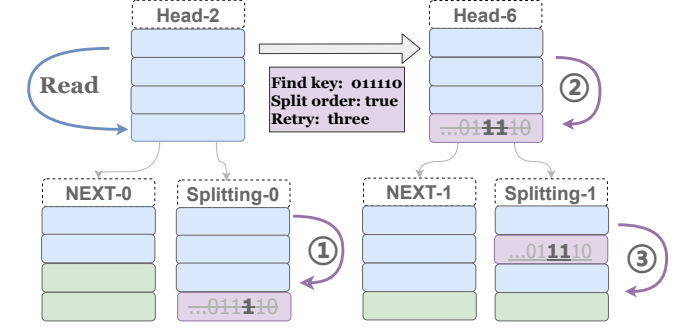 Head-2
Head-6
Read
Find key: 011110
Split order: true
Retry: three
②
...011110
NEXT-0
Splitting-0
NEXT-1
Splitting-1
①
...011110
...011110
③